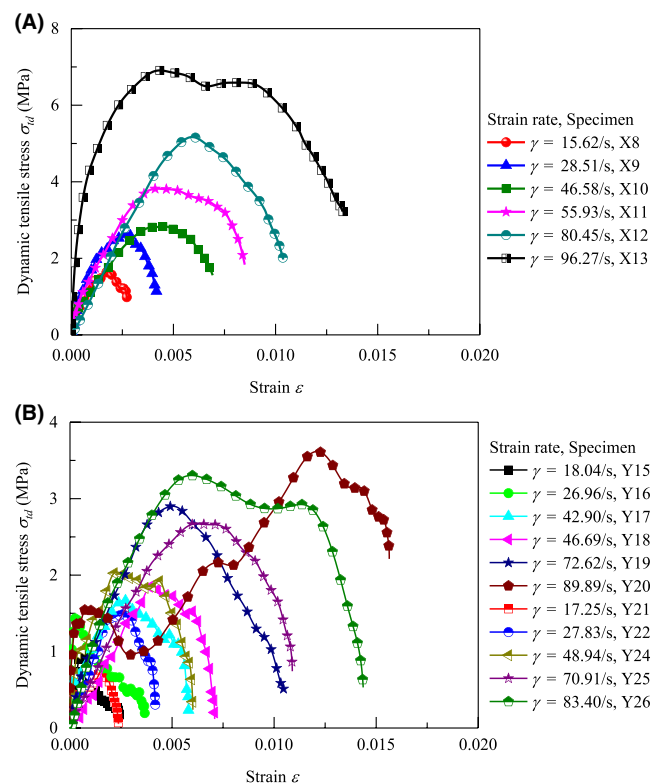 (A)
8
6
4
2
0
Dynamic tensile stress σtd (MPa)
0.000 0.005 0.010 0.015 0.020
Strain ε
Strain rate, Specimen
γ = 15.62/s, X8
γ = 28.51/s, X9
γ = 46.58/s, X10
γ = 55.93/s, X11
γ = 80.45/s, X12
γ = 96.27/s, X13
(B)
4
3
2
1
0
Dynamic tensile stress σtd (MPa)
0.000 0.005 0.010 0.015 0.020
Strain ε
Strain rate, Specimen
γ = 18.04/s, Y15
γ = 26.96/s, Y16
γ = 42.90/s, Y17
γ = 46.69/s, Y18
γ = 72.62/s, Y19
γ = 89.89/s, Y20
γ = 17.25/s, Y21
γ = 27.83/s, Y22
γ = 48.94/s, Y24
γ = 70.91/s, Y25
γ = 83.40/s, Y26